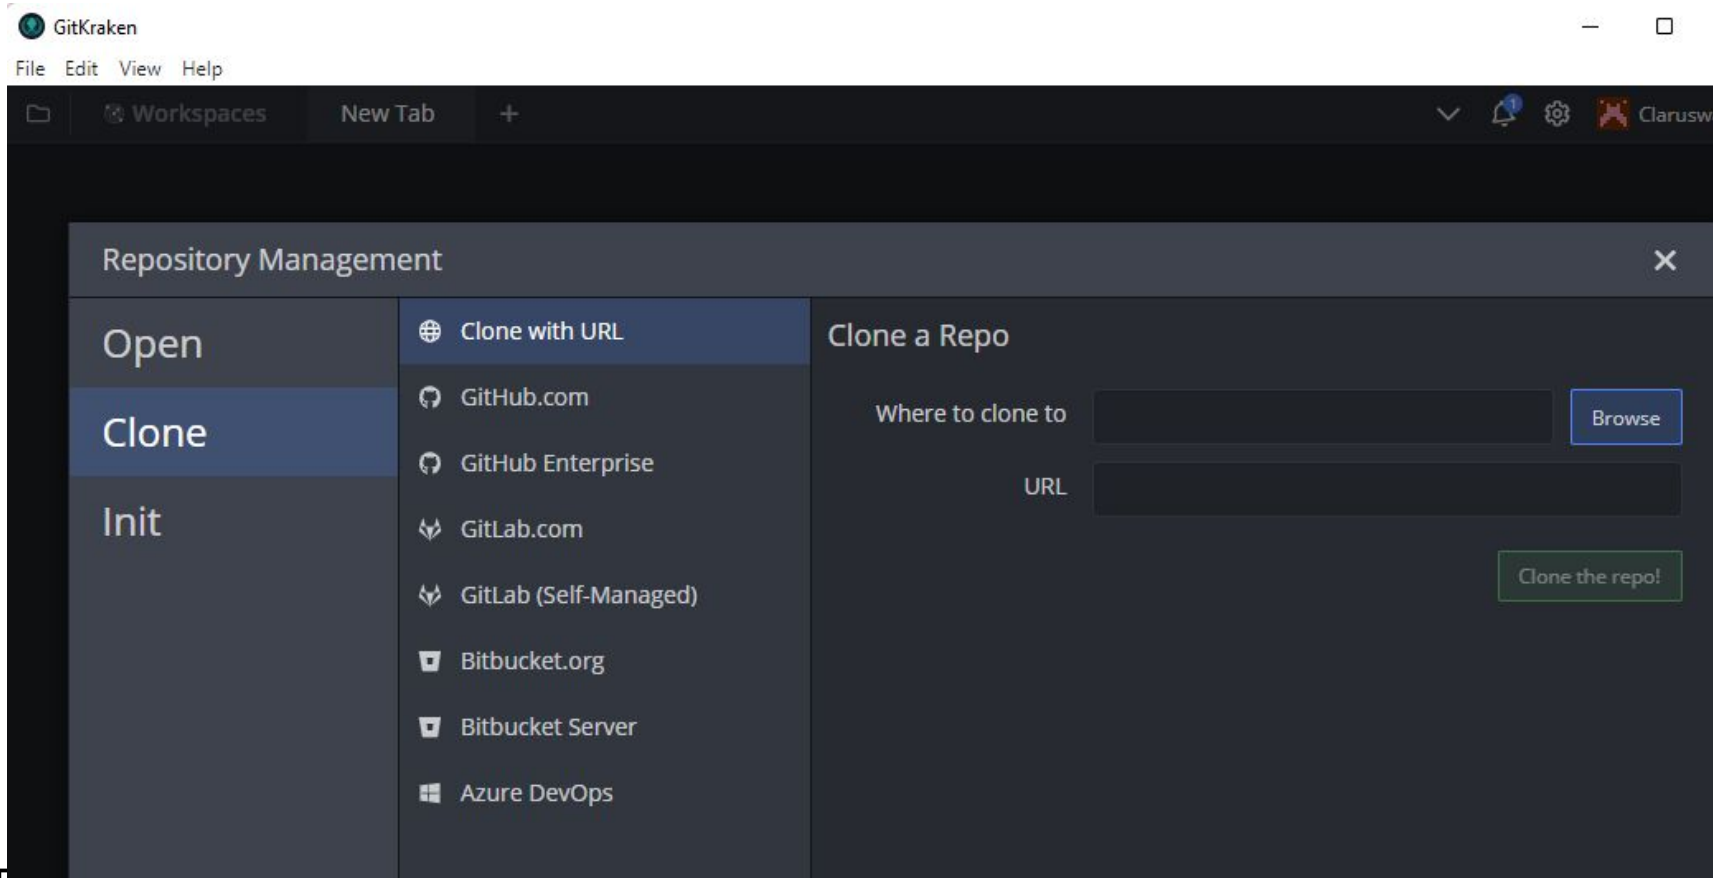 GitKraken
File Edit View Help
Workspaces New Tab + 1 Clarusw
Repository Management
Open
Clone
Init
Clone with URL
GitHub.com
GitHub Enterprise
GitLab.com
GitLab (Self-Managed)
Bitbucket.org
Bitbucket Server
Azure DevOps
Clone a Repo
Where to clone to Browse
URL
Clone the repo!